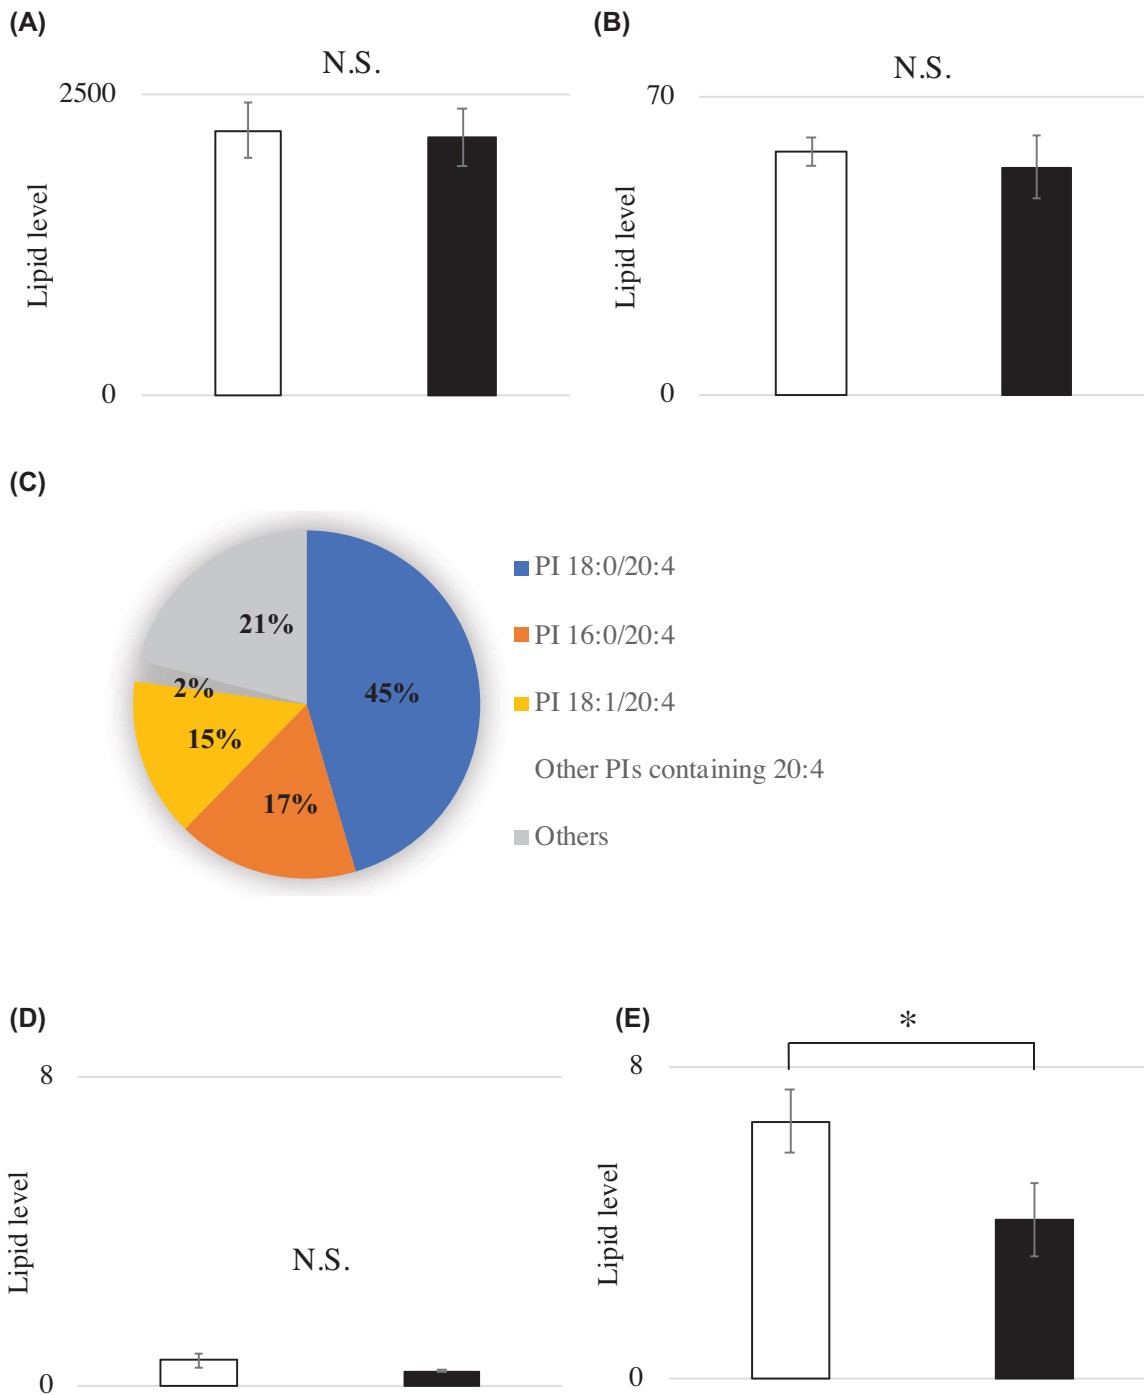 (A)
N.S.
2500
Lipid level
0
(B)
N.S.
70
Lipid level
0
(C)
21%
2%
45%
15%
17%
PI 18:0/20:4
PI 16:0/20:4
PI 18:1/20:4
Other PIs containing 20:4
Others
(D)
8
Lipid level
N.S.
0
(E)
*
8
Lipid level
0